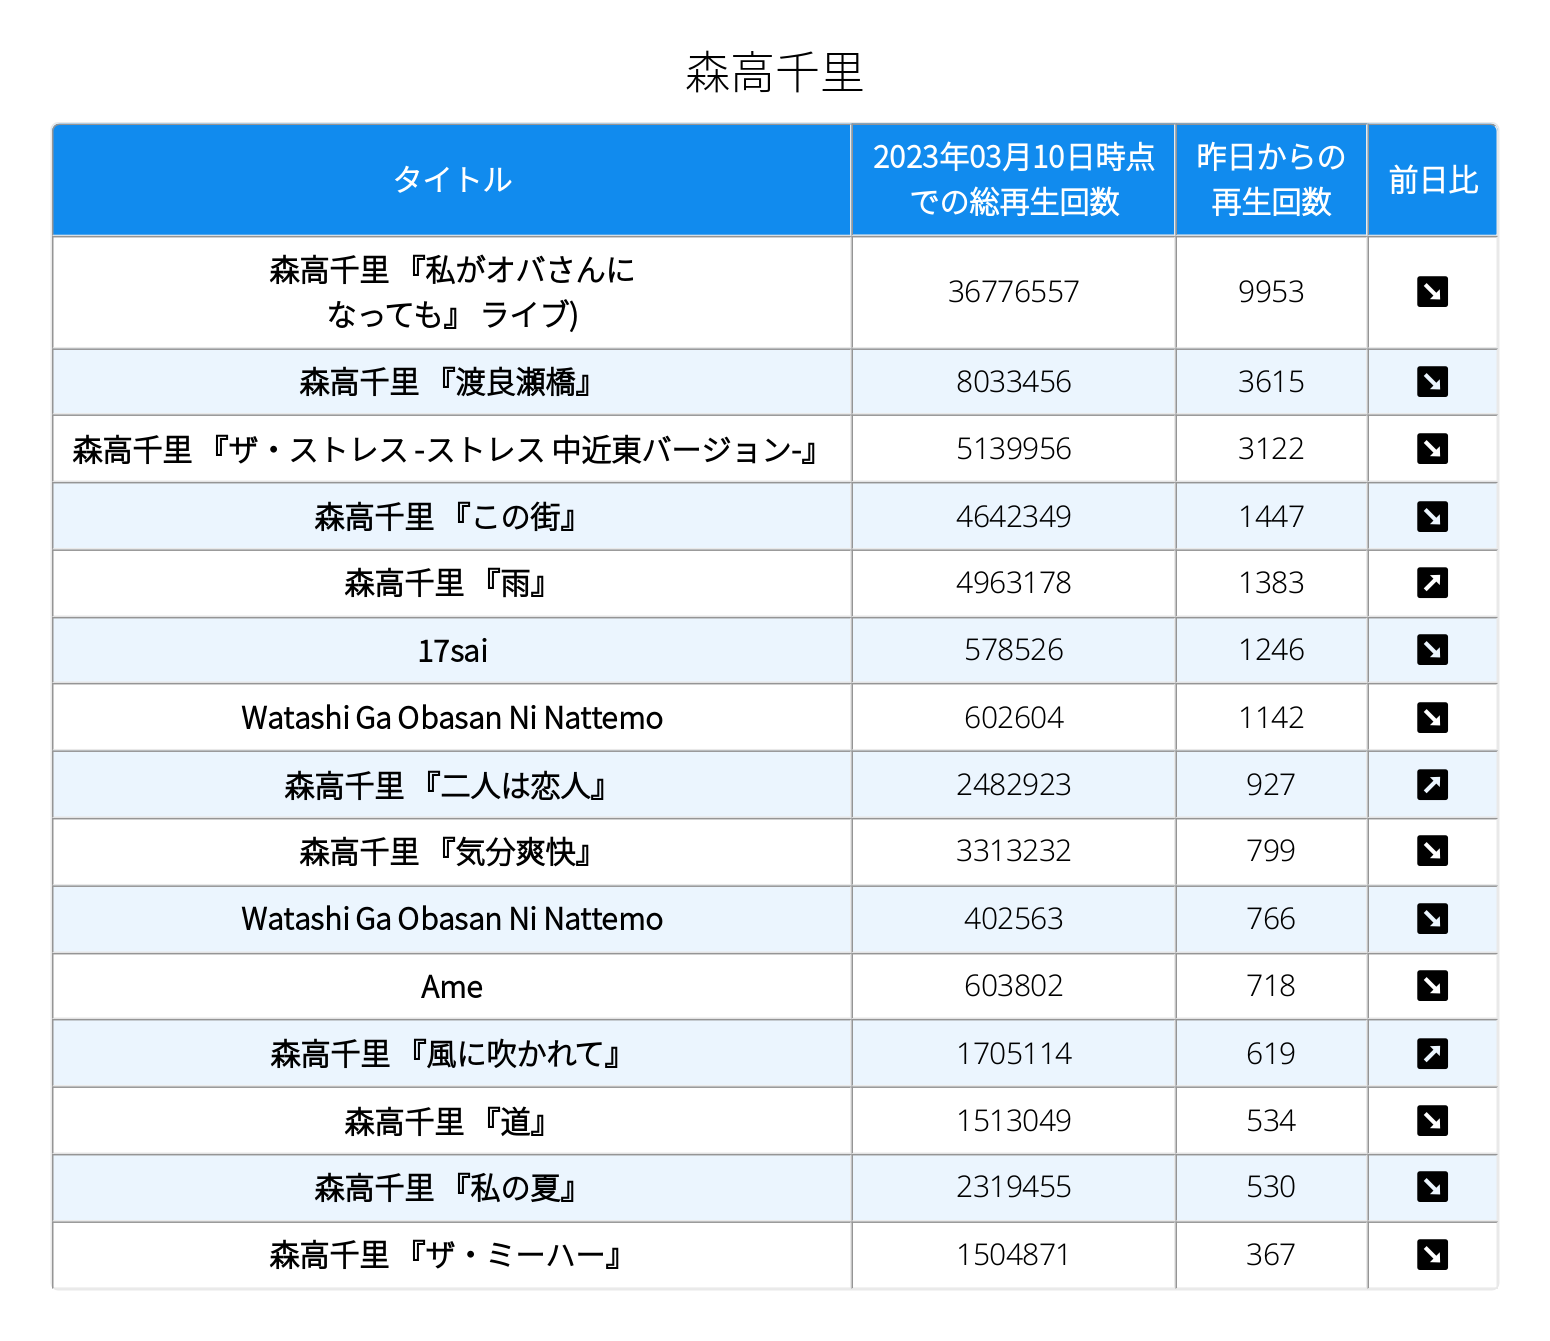 森高千里
タイトル
2023年03月10日時点
での総再生回数
昨日からの
再生回数
前日比
森高千里 『私がオバさんに
なっても』 ライブ)
36776557 9953 ↘
森高千里 『渡良瀬橋』 8033456 3615 ↘
森高千里 『ザ・ストレス -ストレス 中近東バージョン-』 5139956 3122 ↘
森高千里 『この街』 4642349 1447 ↘
森高千里 『雨』 4963178 1383 ↗
17sai 578526 1246 ↘
Watashi Ga Obasan Ni Nattemo 602604 1142 ↘
森高千里 『二人は恋人』 2482923 927 ↗
森高千里 『気分爽快』 3313232 799 ↘
Watashi Ga Obasan Ni Nattemo 402563 766 ↘
Ame 603802 718 ↘
森高千里 『風に吹かれて』 1705114 619 ↗
森高千里 『道』 1513049 534 ↘
森高千里 『私の夏』 2319455 530 ↘
森高千里 『ザ・ミーハー』 1504871 367 ↘